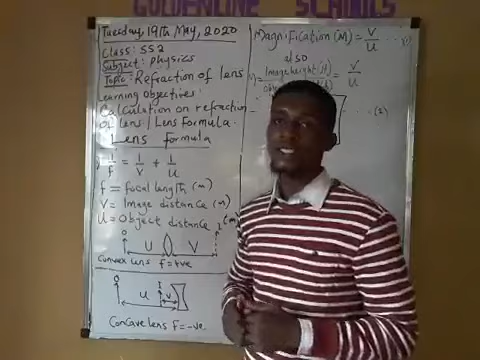 GOLDENLINE SCHOOLS
Tuesday, 19th May, 2020
Class: SS2
Subject: Physics
Topic: Refraction of lens
Learning objectives:
Calculation on refraction
of lens / Lens Formula.
Lens formula
1/f = 1/v + 1/u
f = focal length (m)
V = Image distance (m)
U = Object distance (m)
O U V I
Convex lens f=+ve
O U I V
Concave lens F=-ve
Magnification (M) = V/U
also
Image height = V/U
(2)